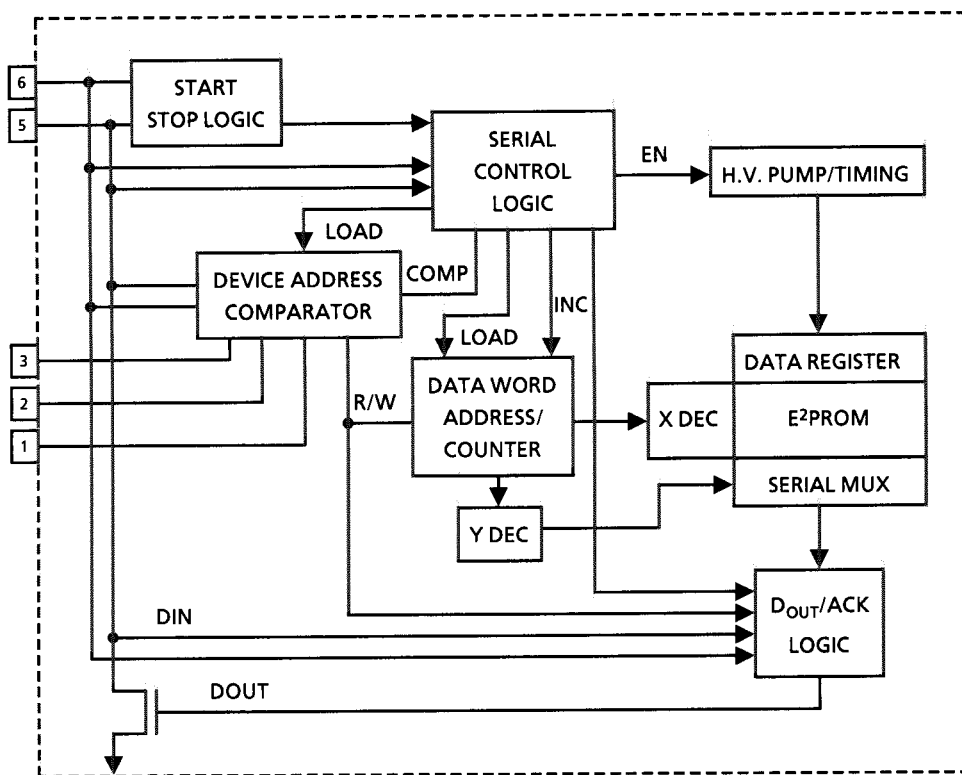 6
START
STOP LOGIC
5
SERIAL
CONTROL
LOGIC
EN
H.V. PUMP/TIMING
LOAD
DEVICE ADDRESS
COMPARATOR
COMP
INC
LOAD
3
2
1
R/W
DATA WORD
ADDRESS/
COUNTER
DATA REGISTER
X DEC
E²PROM
SERIAL MUX
Y DEC
DIN
D_OUT/ACK
LOGIC
DOUT